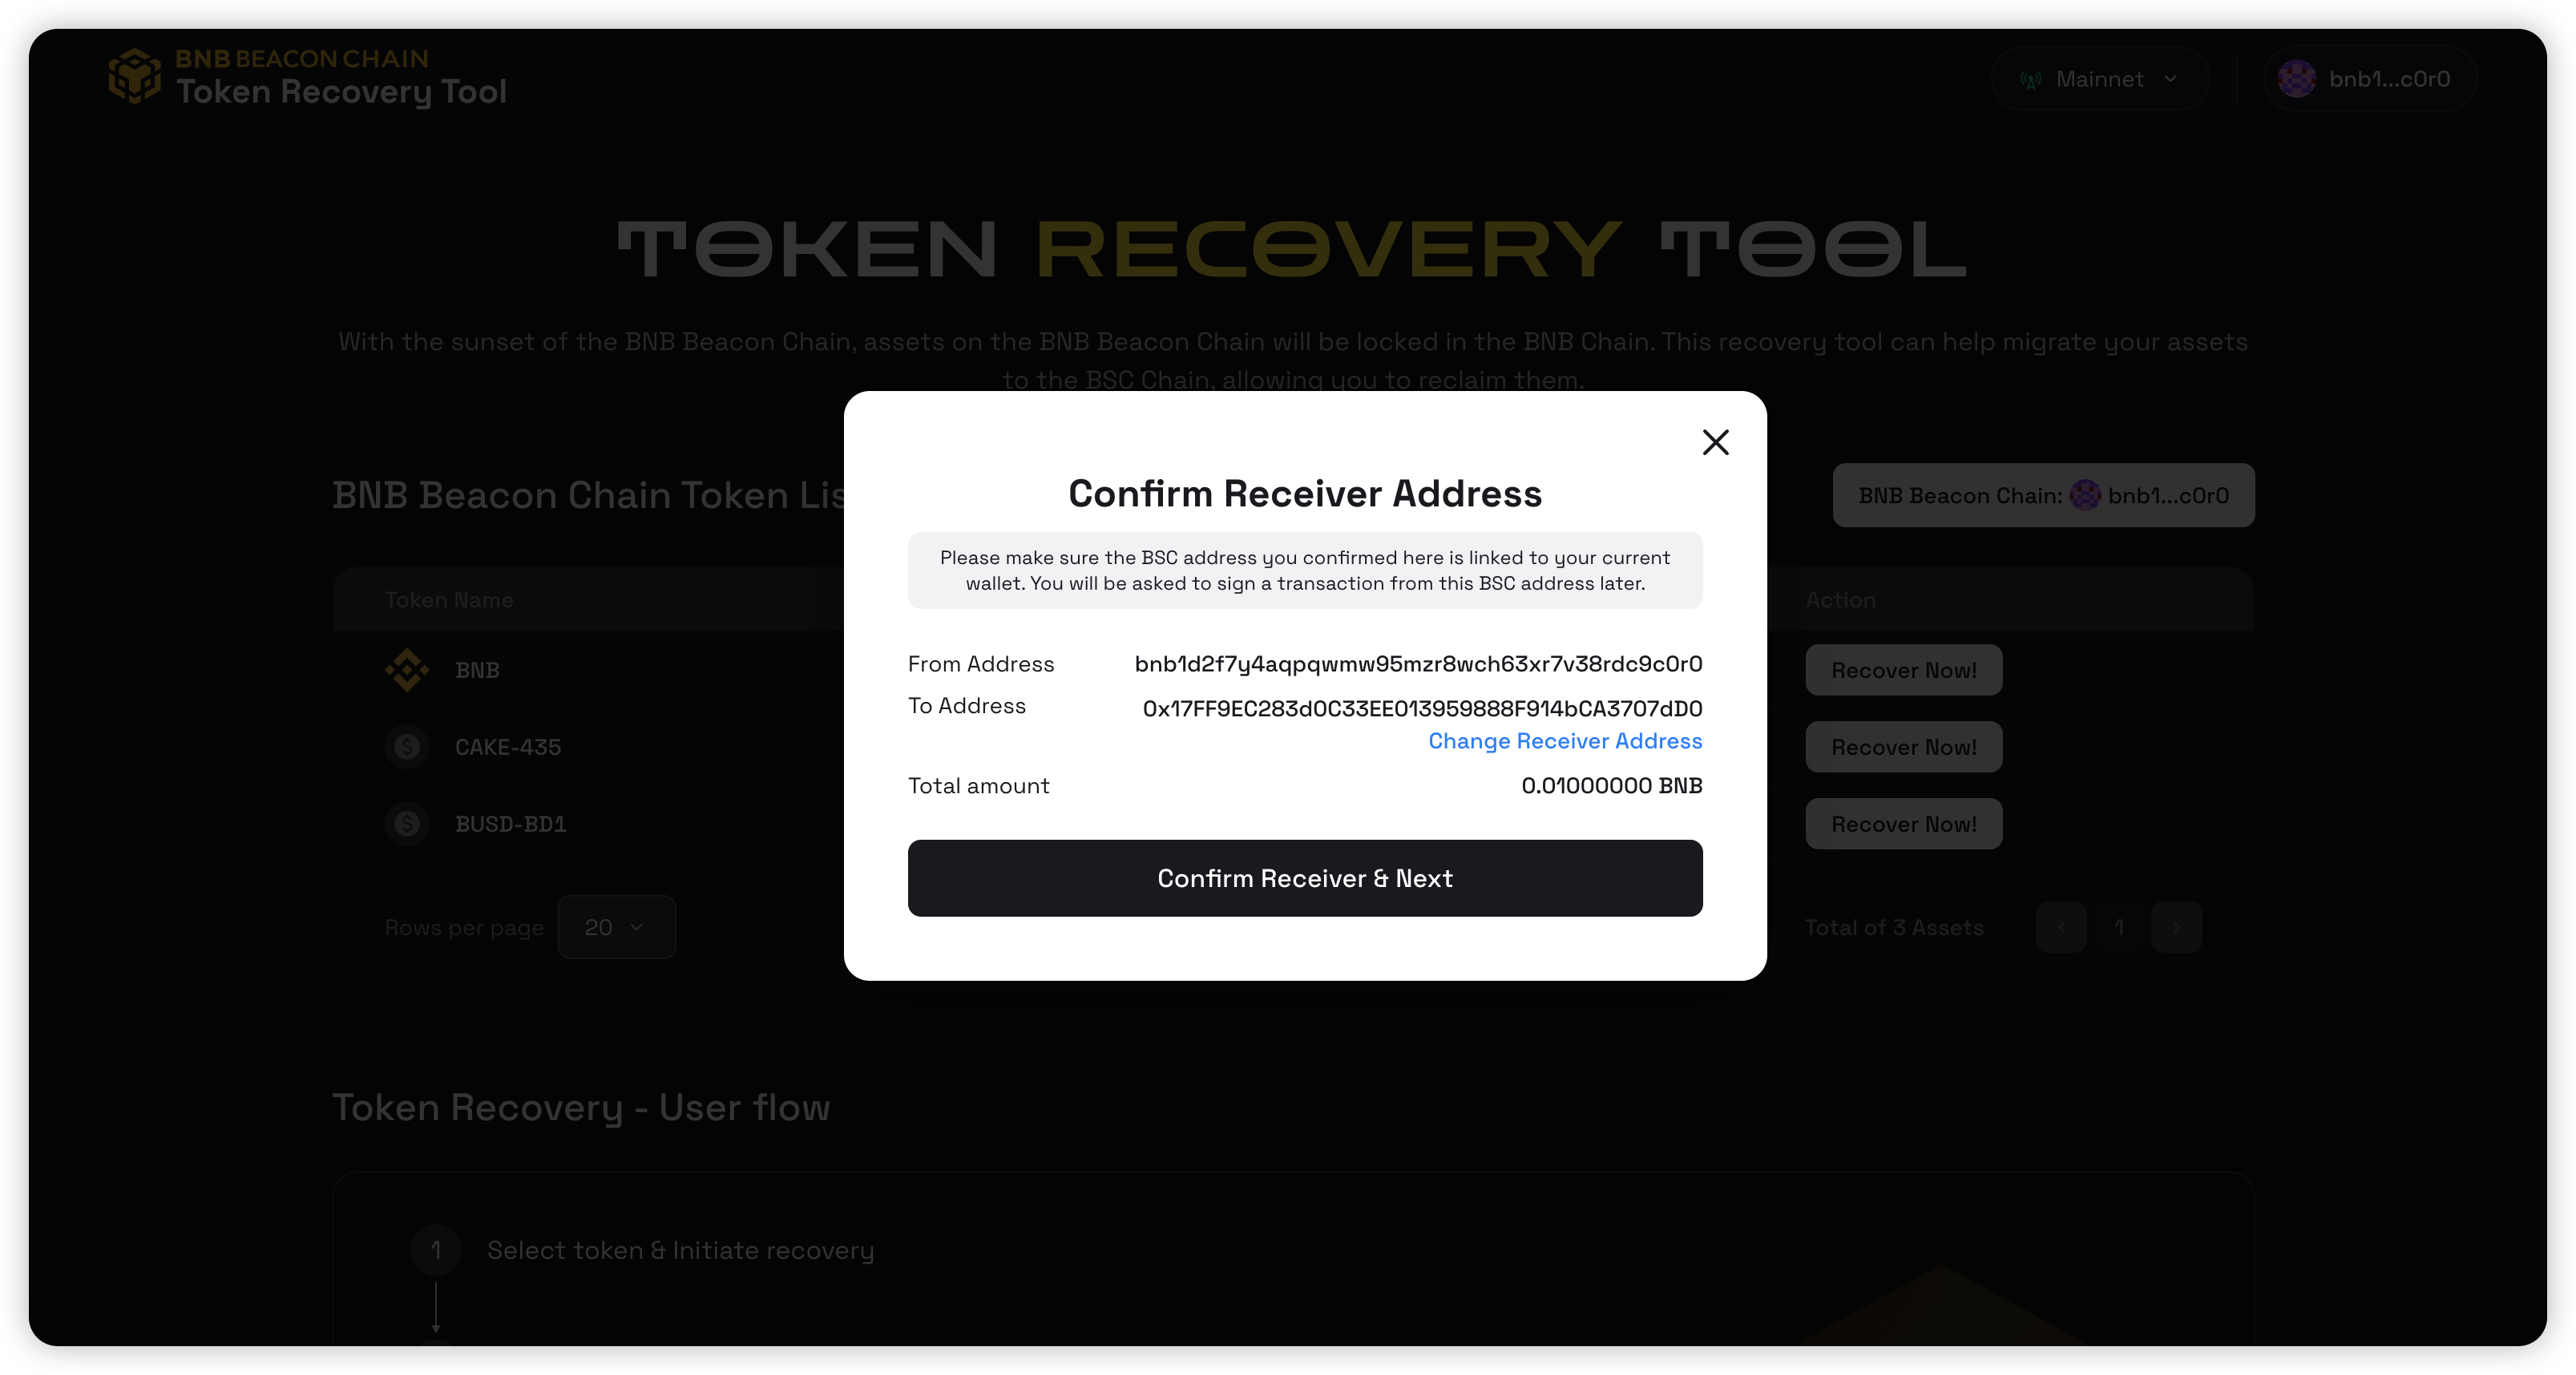 BNB BEACON CHAIN
Token Recovery Tool
Mainnet
bnb1...c0r0
TOKEN RECOVERY TOOL
With the sunset of the BNB Beacon Chain, assets on the BNB Beacon Chain will be locked in the BNB Chain. This recovery tool can help migrate your assets
to the BSC Chain, allowing you to reclaim them.
BNB Beacon Chain Token Lis
BNB Beacon Chain: bnb1...c0r0
Confirm Receiver Address
Please make sure the BSC address you confirmed here is linked to your current
wallet. You will be asked to sign a transaction from this BSC address later.
From Address bnb1d2f7y4aqpqwmw95mzr8wch63xr7v38rdc9c0r0
To Address 0x17FF9EC283d0C33EE013959888F914bCA3707dD0
Change Receiver Address
Total amount 0.01000000 BNB
Confirm Receiver & Next
Token Name
Action
BNB
Recover Now!
CAKE-435
Recover Now!
BUSD-BD1
Recover Now!
Rows per page 20
Total of 3 Assets 1
Token Recovery - User flow
1 Select token & Initiate recovery